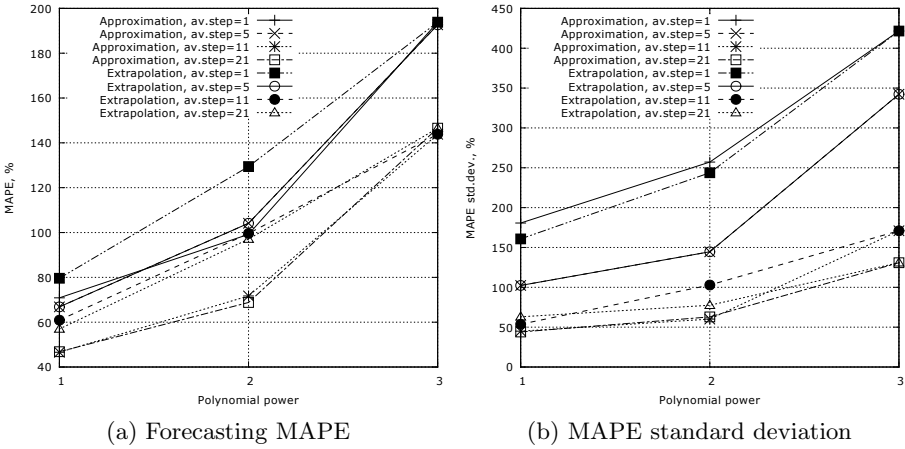 200
180
160
140
120
100
80
60
40
MAPE, %
Approximation, av.step=1
Approximation, av.step=5
Approximation, av.step=11
Approximation, av.step=21
Extrapolation, av.step=1
Extrapolation, av.step=5
Extrapolation, av.step=11
Extrapolation, av.step=21
1
2
3
Polynomial power
(a) Forecasting MAPE
450
400
350
300
250
200
150
100
50
0
MAPE std.dev., %
Approximation, av.step=1
Approximation, av.step=5
Approximation, av.step=11
Approximation, av.step=21
Extrapolation, av.step=1
Extrapolation, av.step=5
Extrapolation, av.step=11
Extrapolation, av.step=21
1
2
3
Polynomial power
(b) MAPE standard deviation